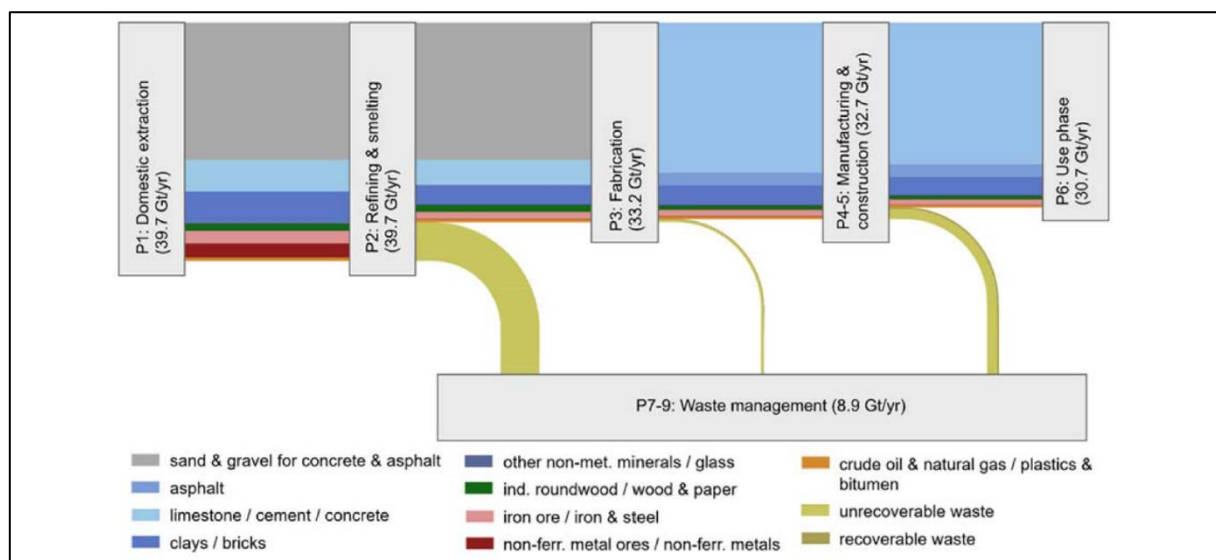 P1: Domestic extraction
(39.7 Gt/yr)
P2: Refining & smelting
(39.7 Gt/yr)
P3: Fabrication
(33.2 Gt/yr)
P4-5: Manufacturing &
construction (32.7 Gt/yr)
P6: Use phase
(30.7 Gt/yr)
P7-9: Waste management (8.9 Gt/yr)
sand & gravel for concrete & asphalt
asphalt
limestone / cement / concrete
clays / bricks
other non-met. minerals / glass
ind. roundwood / wood & paper
iron ore / iron & steel
non-ferr. metal ores / non-ferr. metals
crude oil & natural gas / plastics &
bitumen
unrecoverable waste
recoverable waste